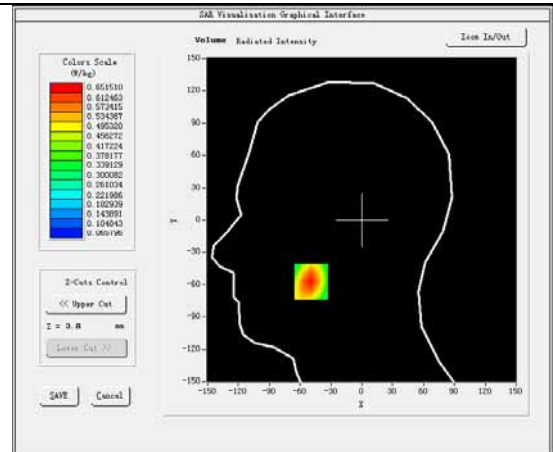 SAR Visualisation Graphical Interface
Volume Radiated Intensity
Zoom In/Out
Colors Scale
(W/kg)
0.651510
0.612463
0.573415
0.534367
0.495320
0.456272
0.417224
0.378177
0.339129
0.300082
0.261034
0.221986
0.182939
0.143891
0.104843
0.065796
Z-Cuts Control
<< Upper Cut
Z = 3.8 mm
Lower Cut >>
SAVE
Cancel
150
120
90
60
30
0
-30
-60
-90
-120
-150
Y
-150 -120 -90 -60 -30 0 30 60 90 120 150
X